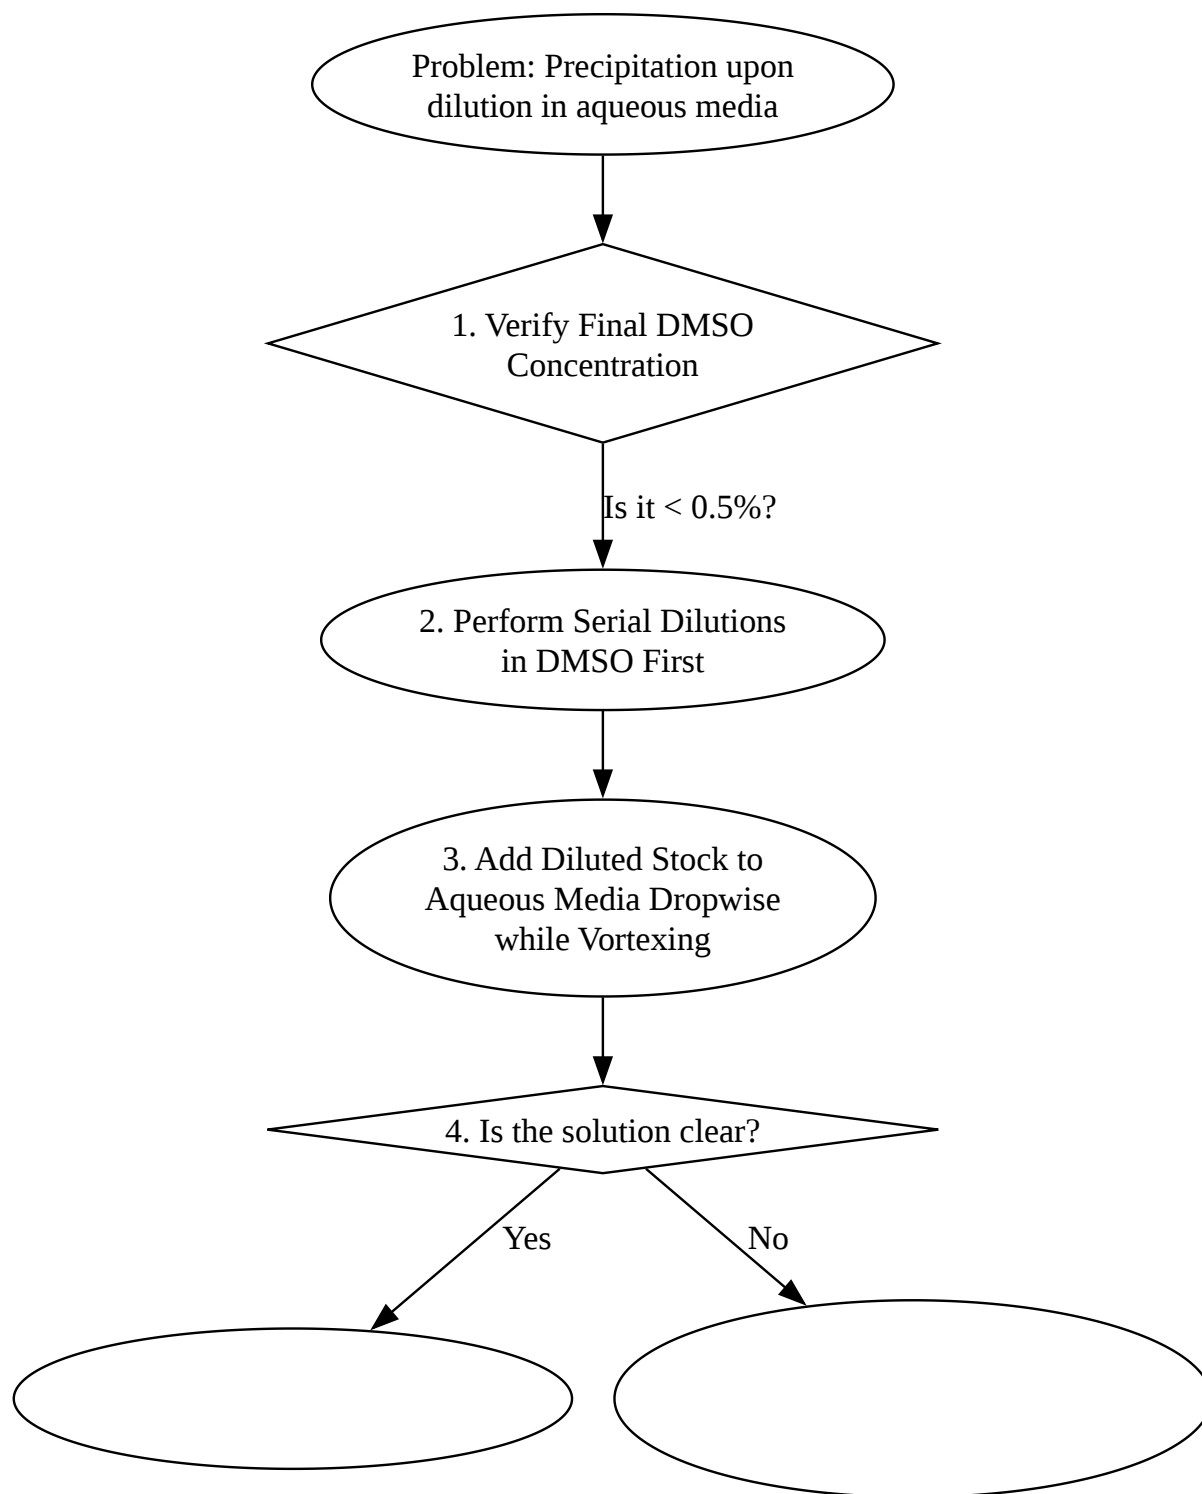 Problem: Precipitation upon
dilution in aqueous media
1. Verify Final DMSO
Concentration
Is it < 0.5%?
2. Perform Serial Dilutions
in DMSO First
3. Add Diluted Stock to
Aqueous Media Dropwise
while Vortexing
4. Is the solution clear?
Yes
No